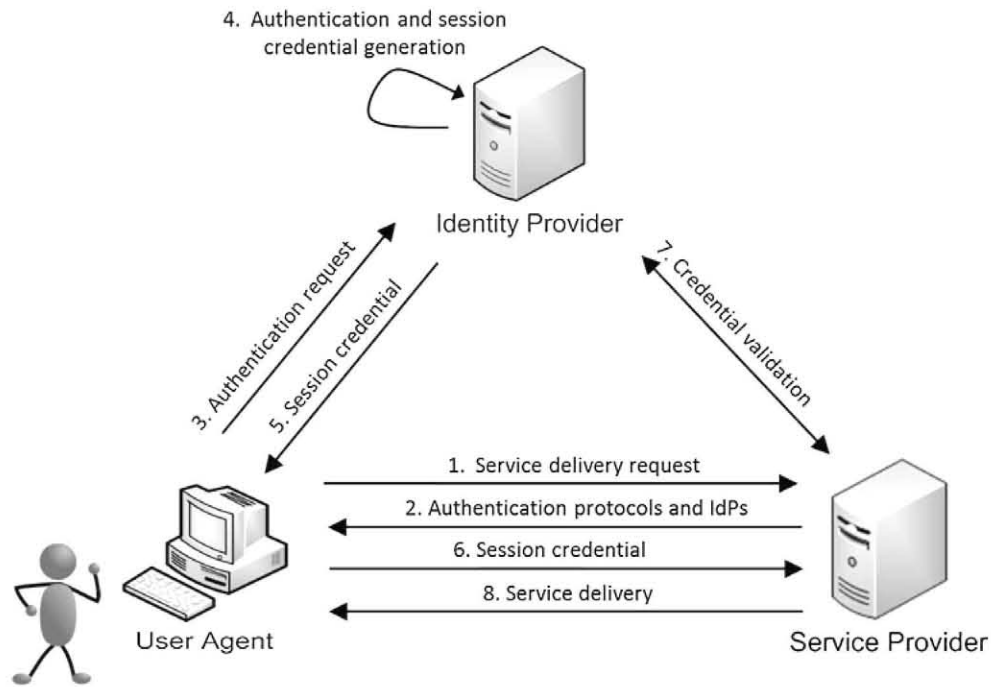 4. Authentication and session
credential generation
Identity Provider
3. Authentication request
5. Session credential
7. Credential validation
1. Service delivery request
2. Authentication protocols and IdPs
6. Session credential
8. Service delivery
User Agent
Service Provider